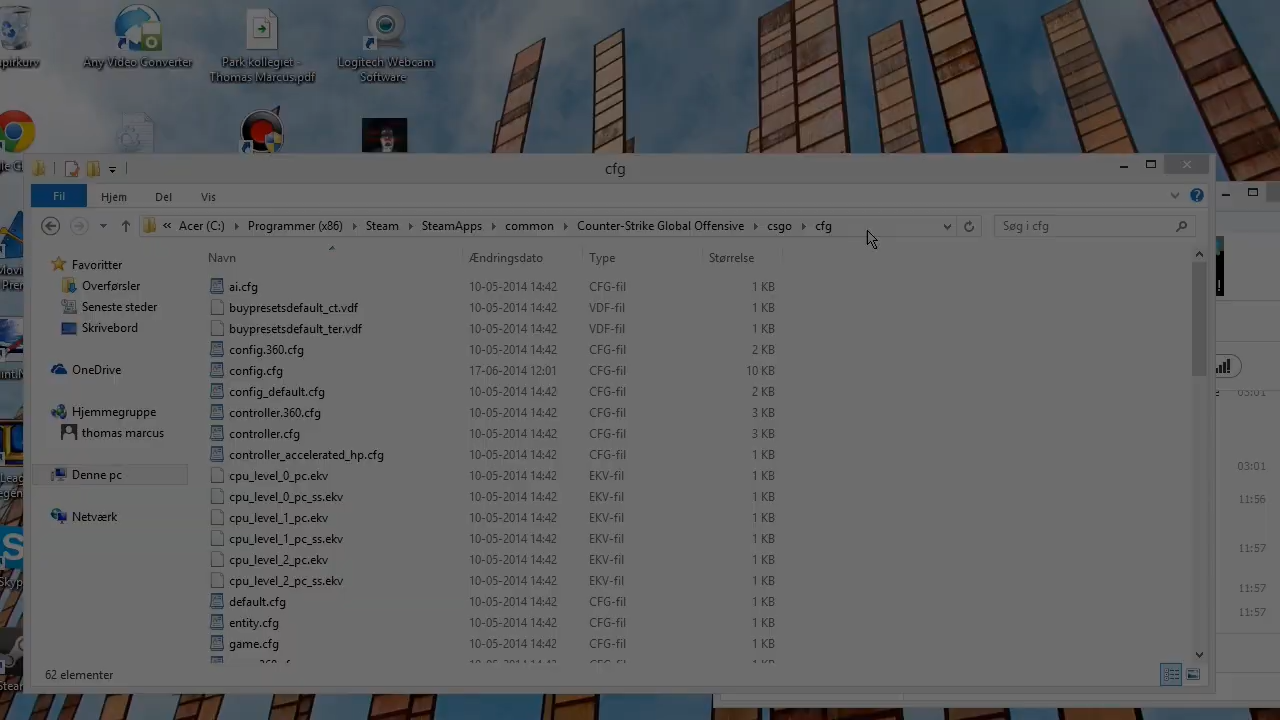 apirkurv
Any Video Converter
Park Kollegiet -
Thomas Marcus.pdf
Logitech Webcam
Software
cfg
Fil
Hjem
Del
Vis
« Acer (C:) Programmer (x86) Steam SteamApps common Counter-Strike Global Offensive csgo cfg
Søg i cfg
Navn Ændringsdato Type Størrelse
Favoritter
Overførsler
Seneste steder
Skrivebord
OneDrive
Hjemmegruppe
thomas marcus
Denne pc
Netværk
ai.cfg 10-05-2014 14:42 CFG-fil 1 KB
buypresetsdefault_ct.vdf 10-05-2014 14:42 VDF-fil 1 KB
buypresetsdefault_ter.vdf 10-05-2014 14:42 VDF-fil 1 KB
config.360.cfg 10-05-2014 14:42 CFG-fil 2 KB
config.cfg 17-06-2014 12:01 CFG-fil 10 KB
config_default.cfg 10-05-2014 14:42 CFG-fil 2 KB
controller.360.cfg 10-05-2014 14:42 CFG-fil 3 KB
controller.cfg 10-05-2014 14:42 CFG-fil 3 KB
controller_accelerated_hp.cfg 10-05-2014 14:42 CFG-fil 1 KB
cpu_level_0_pc.ekv 10-05-2014 14:42 EKV-fil 1 KB
cpu_level_0_pc_ss.ekv 10-05-2014 14:42 EKV-fil 1 KB
cpu_level_1_pc.ekv 10-05-2014 14:42 EKV-fil 1 KB
cpu_level_1_pc_ss.ekv 10-05-2014 14:42 EKV-fil 1 KB
cpu_level_2_pc.ekv 10-05-2014 14:42 EKV-fil 1 KB
cpu_level_2_pc_ss.ekv 10-05-2014 14:42 EKV-fil 1 KB
default.cfg 10-05-2014 14:42 CFG-fil 1 KB
entity.cfg 10-05-2014 14:42 CFG-fil 1 KB
game.cfg 10-05-2014 14:42 CFG-fil 1 KB
62 elementer
03:01
03:01
11:56
11:57
11:57
11:57